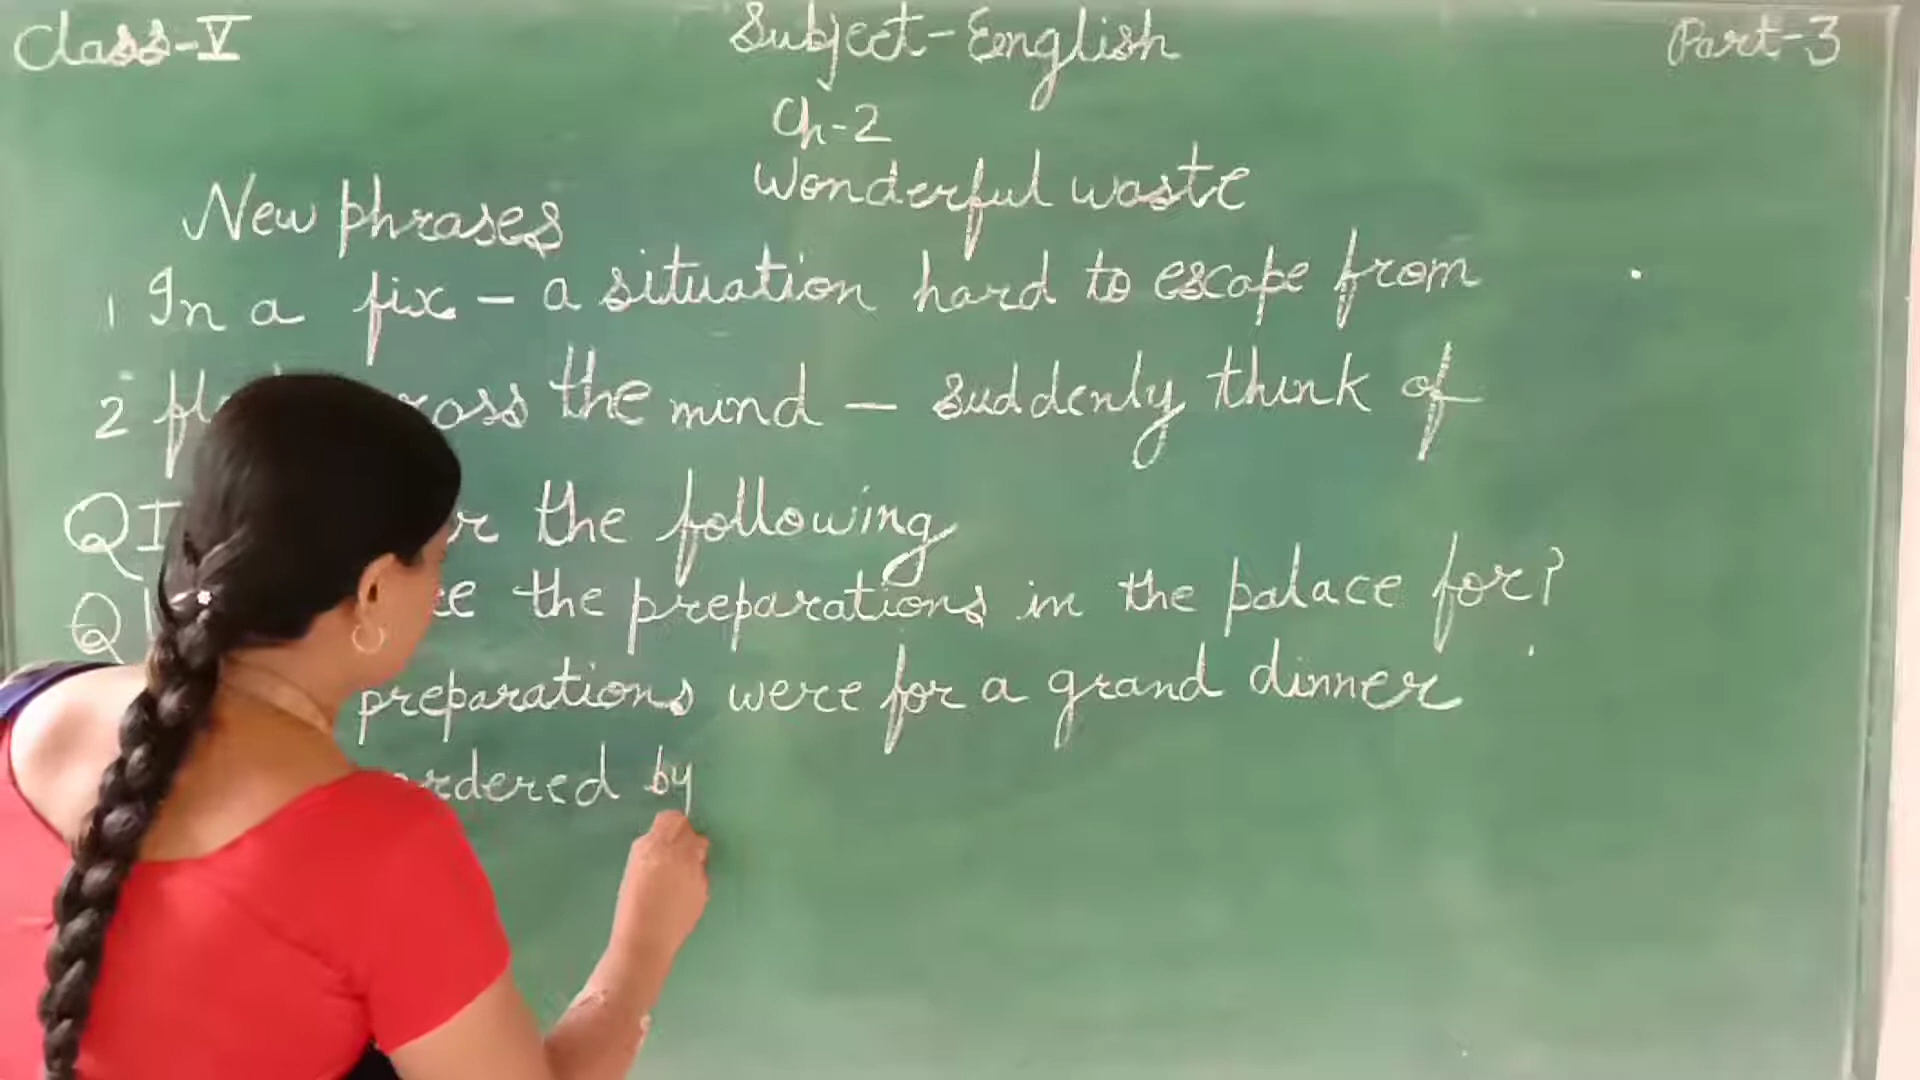 Class-V
Subject-English
Part-3
Ch-2
Wonderful waste
New phrases
1 In a fix - a situation hard to escape from
2 the mind - suddenly think of
QI the following
Q1 the preparations in the palace for?
preparations were for a grand dinner
ordered by